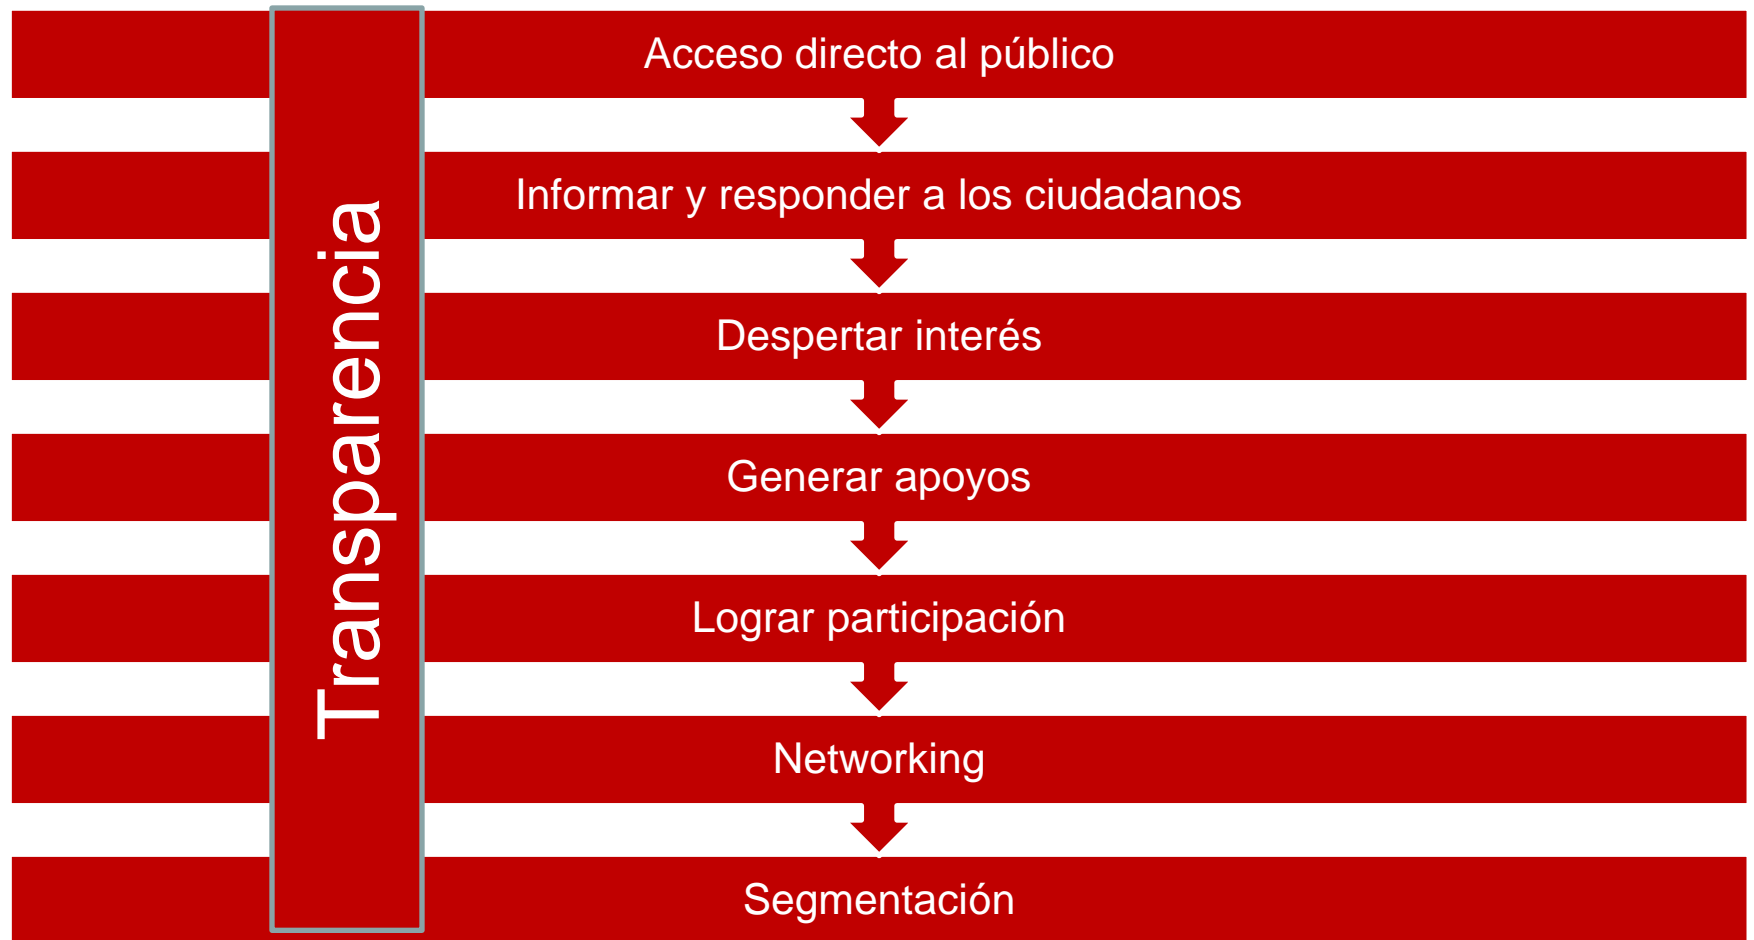 Acceso directo al público
Informar y responder a los ciudadanos
Despertar interés
Generar apoyos
Lograr participación
Networking
Segmentación
Transparencia